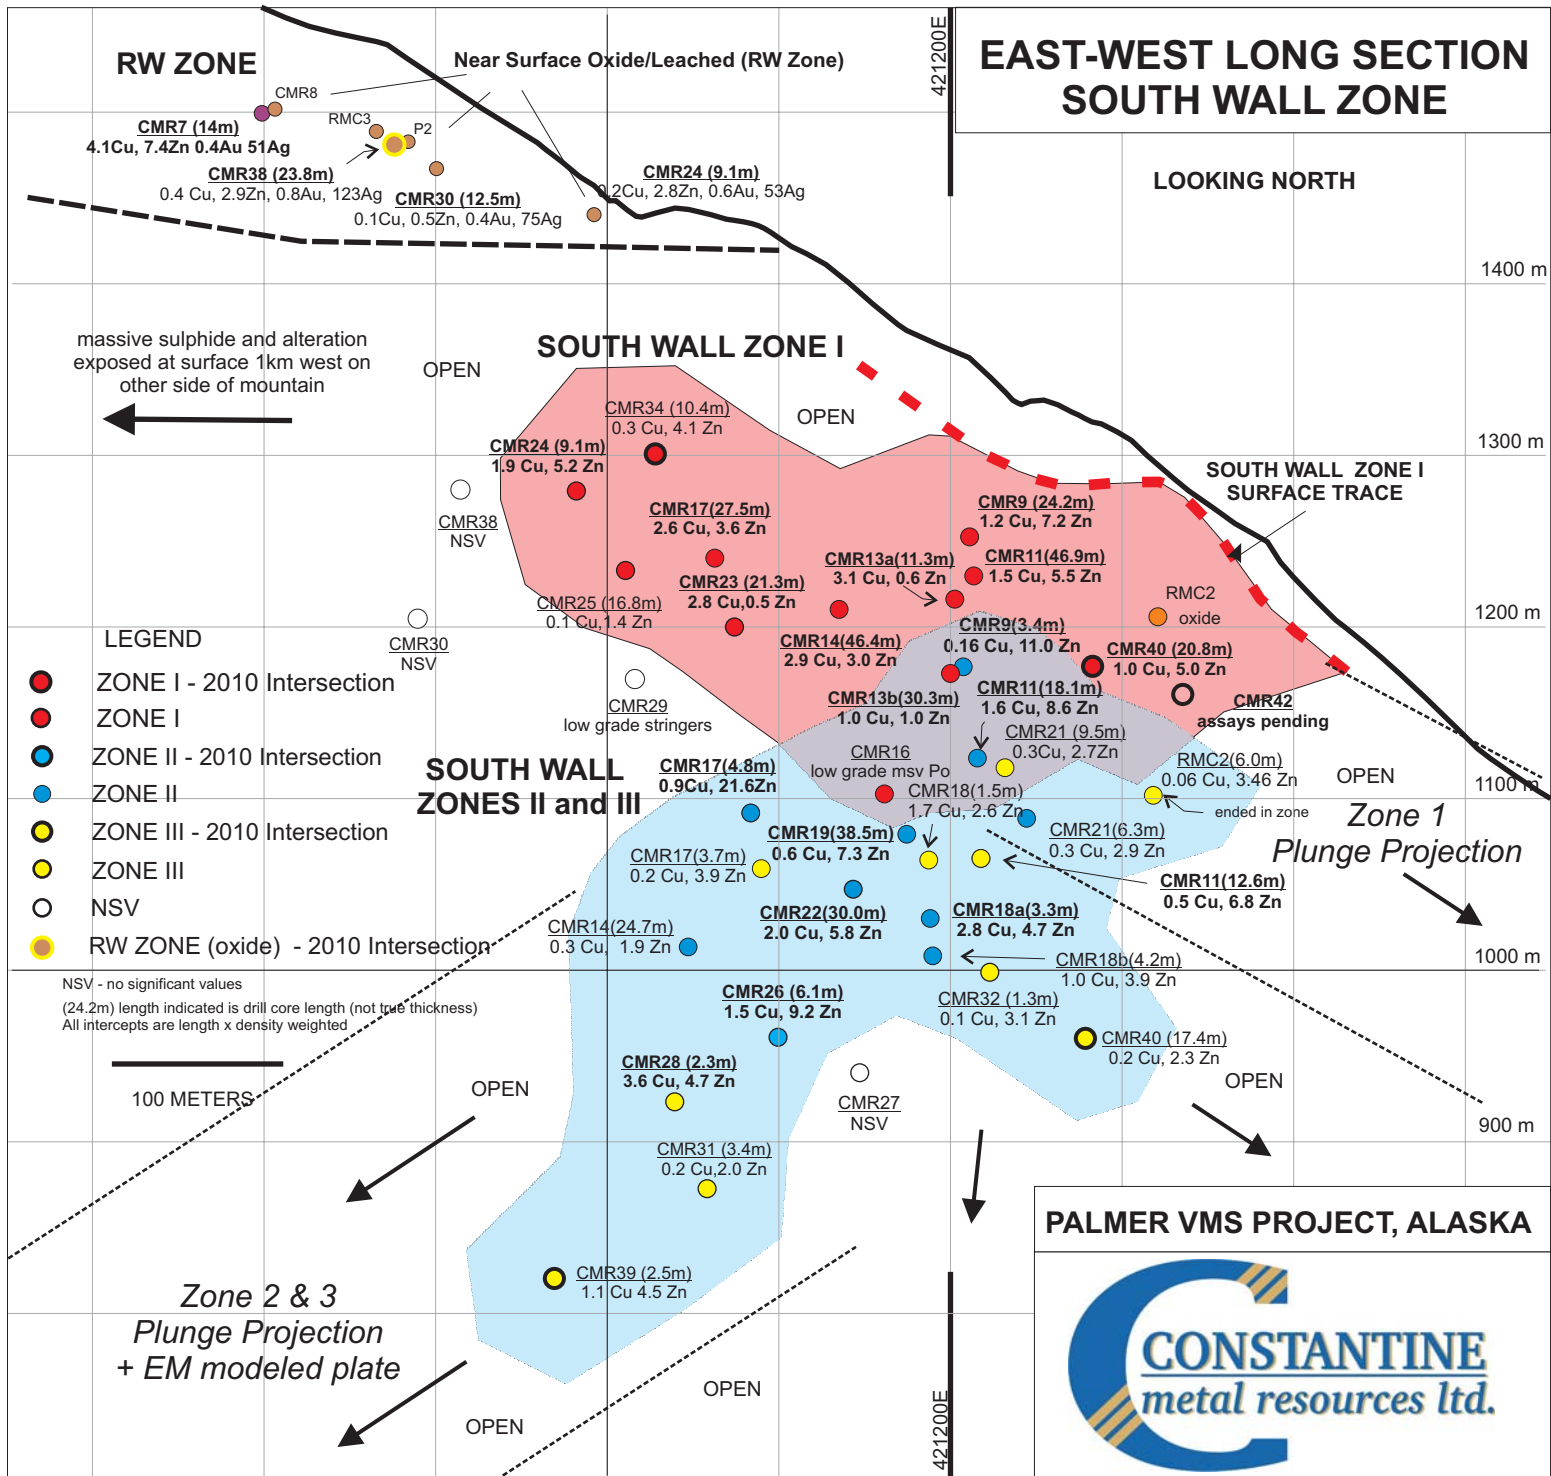 EAST-WEST LONG SECTION
SOUTH WALL ZONE
421200E
LOOKING NORTH
RW ZONE
Near Surface Oxide/Leached (RW Zone)
CMR8
CMR7 (14m)
4.1Cu, 7.4Zn 0.4Au 51Ag
RMC3
P2
CMR38 (23.8m)
0.4 Cu, 2.9Zn, 0.8Au, 123Ag
CMR30 (12.5m)
0.1Cu, 0.5Zn, 0.4Au, 75Ag
CMR24 (9.1m)
0.2Cu, 2.8Zn, 0.6Au, 53Ag
1400 m
massive sulphide and alteration
exposed at surface 1km west on
other side of mountain
OPEN
SOUTH WALL ZONE I
OPEN
CMR34 (10.4m)
0.3 Cu, 4.1 Zn
CMR24 (9.1m)
1.9 Cu, 5.2 Zn
1300 m
SOUTH WALL  ZONE I
SURFACE TRACE
CMR38
NSV
CMR17(27.5m)
2.6 Cu, 3.6 Zn
CMR9 (24.2m)
1.2 Cu, 7.2 Zn
CMR13a(11.3m)
3.1 Cu, 0.6 Zn
CMR11(46.9m)
1.5 Cu, 5.5 Zn
CMR23 (21.3m)
2.8 Cu,0.5 Zn
CMR25 (16.8m)
0.1 Cu,1.4 Zn
RMC2
oxide
1200 m
CMR14(46.4m)
2.9 Cu, 3.0 Zn
CMR9(3.4m)
0.16 Cu, 11.0 Zn
CMR40 (20.8m)
1.0 Cu, 5.0 Zn
CMR30
NSV
CMR29
low grade stringers
CMR13b(30.3m)
1.0 Cu, 1.0 Zn
CMR11(18.1m)
1.6 Cu, 8.6 Zn
CMR42
assays pending
CMR21 (9.5m)
0.3Cu, 2.7Zn
CMR16
low grade msv Po
RMC2(6.0m)
0.06 Cu, 3.46 Zn
ended in zone
OPEN
1100 m
LEGEND
ZONE I - 2010 Intersection
ZONE I
ZONE II - 2010 Intersection
ZONE II
ZONE III - 2010 Intersection
ZONE III
NSV
RW ZONE (oxide)  - 2010 Intersection
NSV - no significant values
(24.2m) length indicated is drill core length (not true thickness)
All intercepts are length x density weighted
100 METERS
SOUTH WALL
ZONES II and III
CMR17(4.8m)
0.9Cu, 21.6Zn
CMR18(1.5m)
1.7 Cu, 2.6 Zn
CMR19(38.5m)
0.6 Cu, 7.3 Zn
CMR21(6.3m)
0.3 Cu, 2.9 Zn
Zone 1
Plunge Projection
CMR17(3.7m)
0.2 Cu, 3.9 Zn
CMR11(12.6m)
0.5 Cu, 6.8 Zn
CMR22(30.0m)
2.0 Cu, 5.8 Zn
CMR18a(3.3m)
2.8 Cu, 4.7 Zn
CMR14(24.7m)
0.3 Cu,  1.9 Zn
CMR18b(4.2m)
1.0 Cu, 3.9 Zn
1000 m
CMR26 (6.1m)
1.5 Cu, 9.2 Zn
CMR32 (1.3m)
0.1 Cu, 3.1 Zn
CMR40 (17.4m)
0.2 Cu, 2.3 Zn
OPEN
CMR28 (2.3m)
3.6 Cu, 4.7 Zn
OPEN
CMR27
NSV
900 m
CMR31 (3.4m)
0.2 Cu,2.0 Zn
CMR39 (2.5m)
1.1 Cu 4.5 Zn
Zone 2 & 3
Plunge Projection
+ EM modeled plate
OPEN
OPEN
421200E
PALMER VMS PROJECT, ALASKA
CONSTANTINE
metal resources ltd.